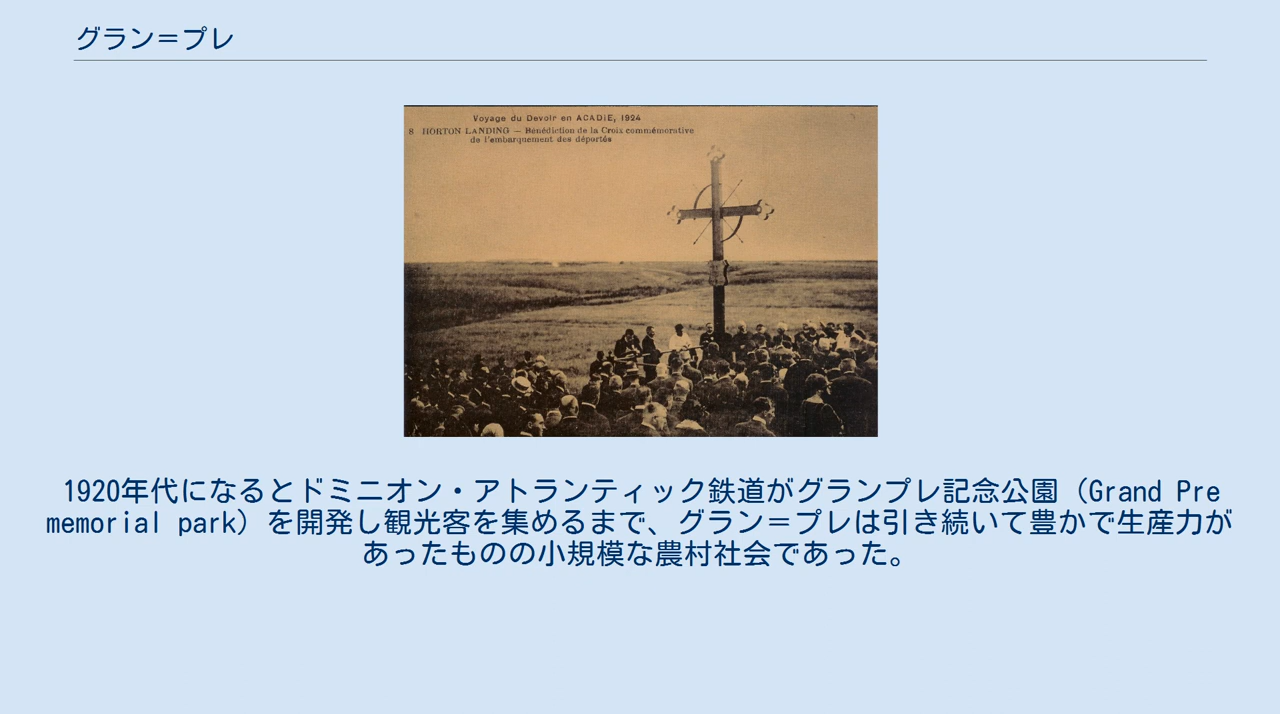 グラン＝プレ
Voyage du Devoir en ACADIE, 1924
8 HORTON LANDING — Bénédiction de la Croix commémorative
de l'embarquement des déportés
1920年代になるとドミニオン・アトランティック鉄道がグランプレ記念公園（Grand Pre
memorial park）を開発し観光客を集めるまで、グラン＝プレは引き続いて豊かで生産力が
あったものの小規模な農村社会であった。